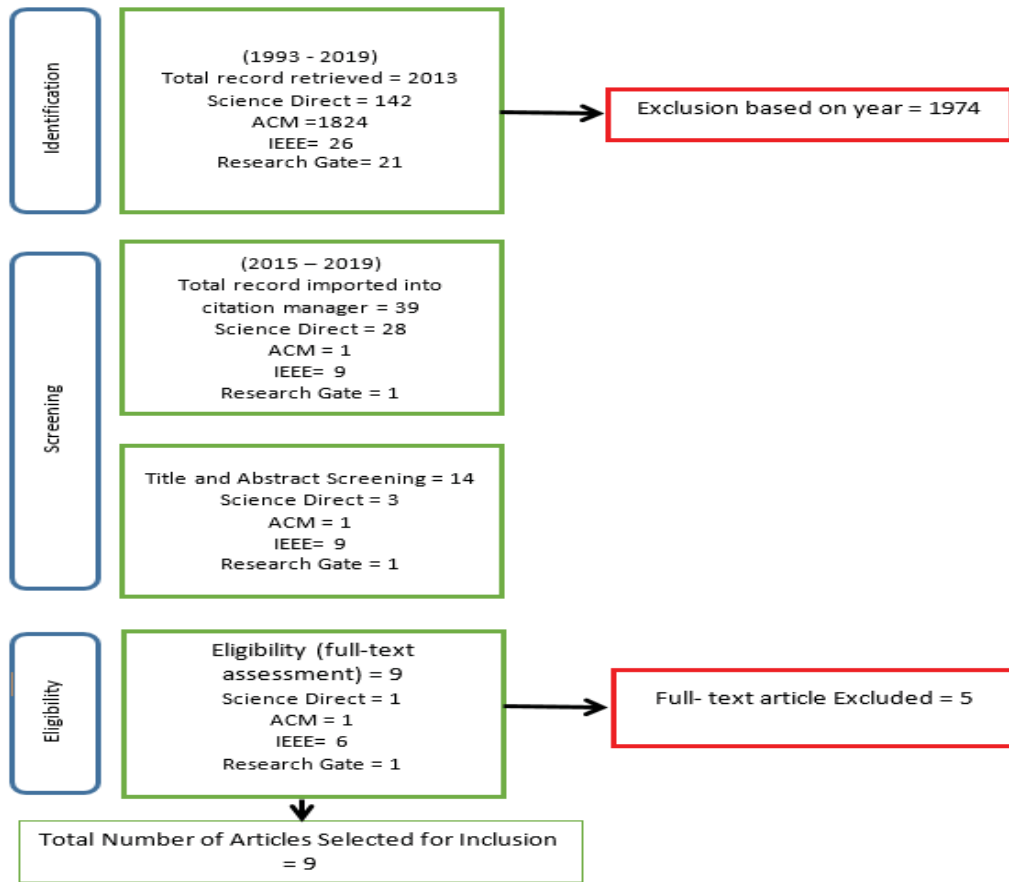 Identification
(1993 - 2019)
Total record retrieved = 2013
Science Direct = 142
ACM =1824
IEEE= 26
Research Gate= 21
Exclusion based on year = 1974
Screening
(2015 – 2019)
Total record imported into
citation manager = 39
Science Direct = 28
ACM = 1
IEEE= 9
Research Gate = 1
Title and Abstract Screening = 14
Science Direct = 3
ACM = 1
IEEE= 9
Research Gate = 1
Eligibility
Eligibility (full-text
assessment) = 9
Science Direct = 1
ACM = 1
IEEE= 6
Research Gate = 1
Full- text article Excluded = 5
Total Number of Articles Selected for Inclusion
= 9